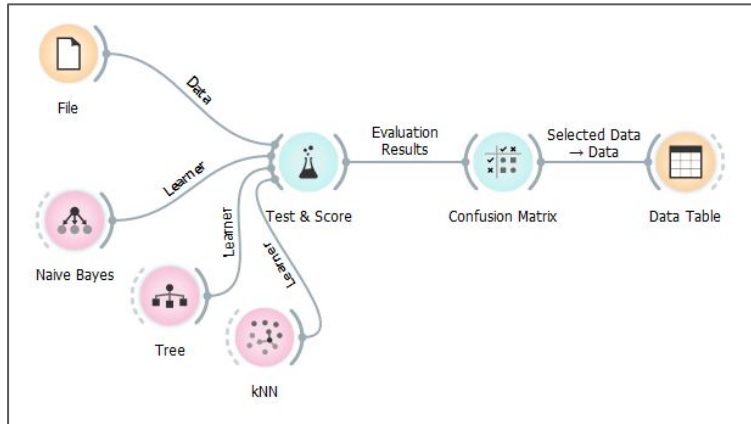 File
Data
Naive Bayes
Learner
Tree
Learner
kNN
Learner
Test & Score
Evaluation
Results
Confusion Matrix
Selected Data
→ Data
Data Table